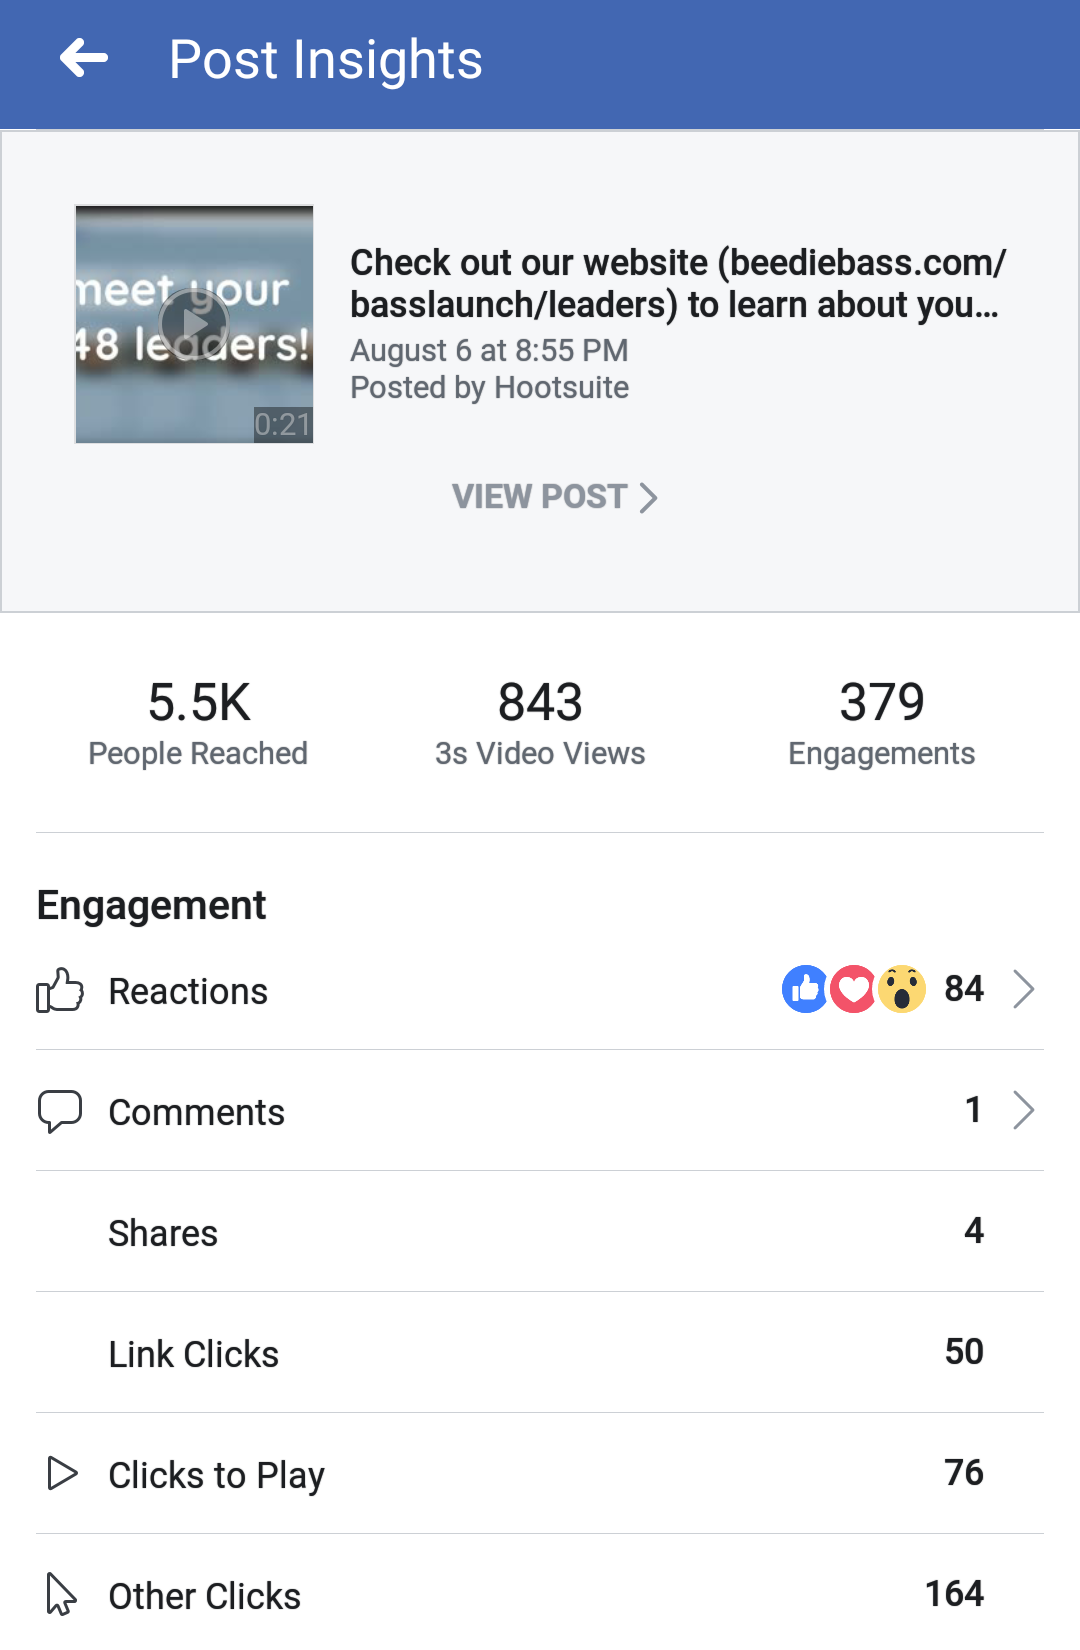 Post Insights
meet your
48 leaders!
0:21
Check out our website (beediebass.com/
basslaunch/leaders) to learn about you...
August 6 at 8:55 PM
Posted by Hootsuite
VIEW POST
5.5K
People Reached
843
3s Video Views
379
Engagements
Engagement
Reactions 84
Comments 1
Shares 4
Link Clicks 50
Clicks to Play 76
Other Clicks 164